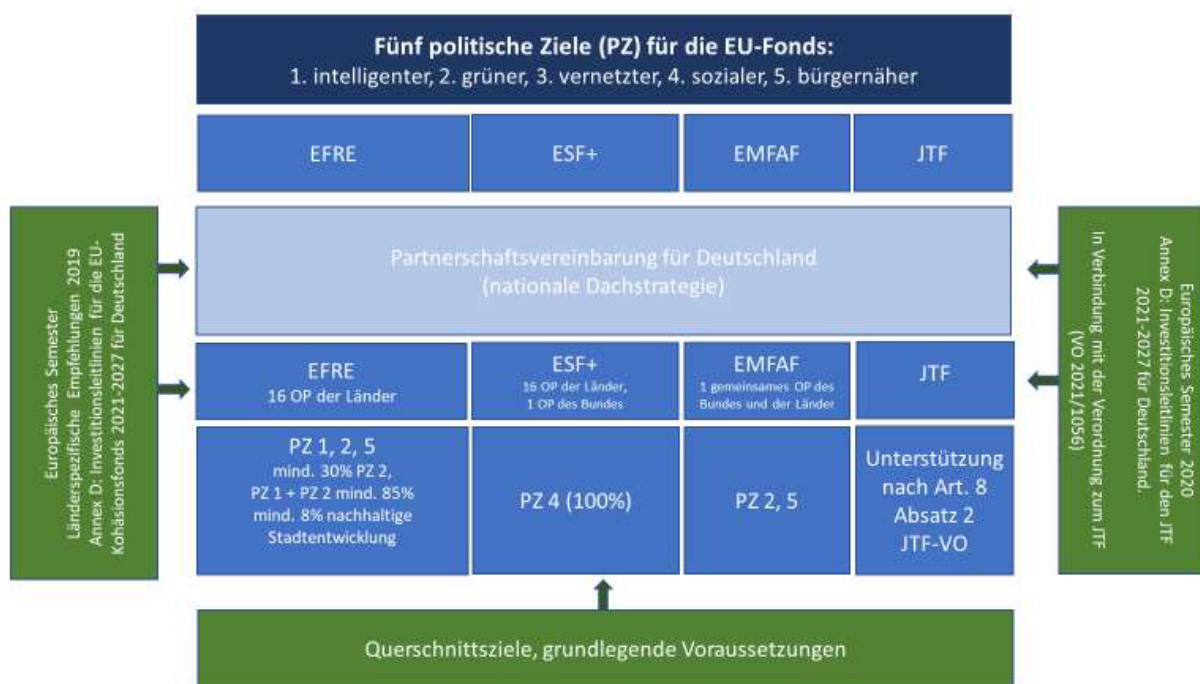 Fünf politische Ziele (PZ) für die EU-Fonds:
1. intelligenter, 2. grüner, 3. vernetzter, 4. sozialer, 5. bürgernäher
EFRE
ESF+
EMFAF
JTF
Europäisches Semester
Länderspezifische Empfehlungen 2019
Annex D: Investitionsleitlinien für die EU-
Kohäsionsfonds 2021-2027 für Deutschland
Partnerschaftsvereinbarung für Deutschland
(nationale Dachstrategie)
Europäisches Semester 2020
Annex D: Investitionsleitlinien für den JTF
2021-2027 für Deutschland.
In Verbindung mit der Verordnung zum JTF
(VO 2021/1056)
EFRE
16 OP der Länder
ESF+
16 OP der Länder,
1 OP des Bundes
EMFAF
1 gemeinsames OP des
Bundes und der Länder
JTF
PZ 1, 2, 5
mind. 30% PZ 2,
PZ 1 + PZ 2 mind. 85%
mind. 8% nachhaltige
Stadtentwicklung
PZ 4 (100%)
PZ 2, 5
Unterstützung
nach Art. 8
Absatz 2
JTF-VO
Querschnittsziele, grundlegende Voraussetzungen